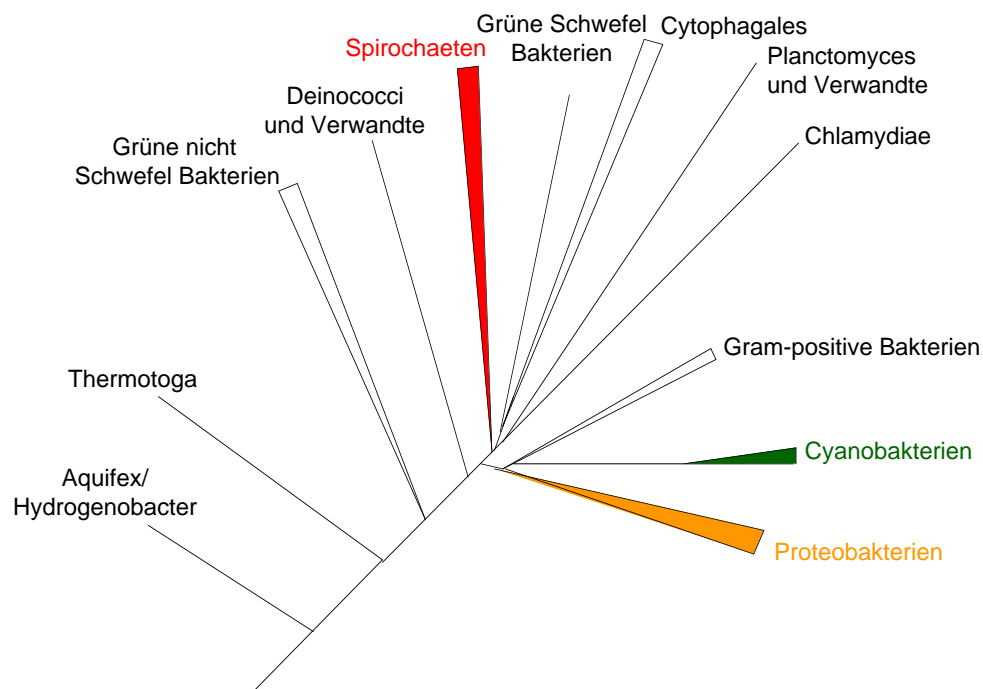 Spirochaeten
Grüne Schwefel
Bakterien
Cytophagales
Planctomyces
und Verwandte
Deinococci
und Verwandte
Chlamydiae
Grüne nicht
Schwefel Bakterien
Gram-positive Bakterien
Thermotoga
Cyanobakterien
Aquifex/
Hydrogenobacter
Proteobakterien